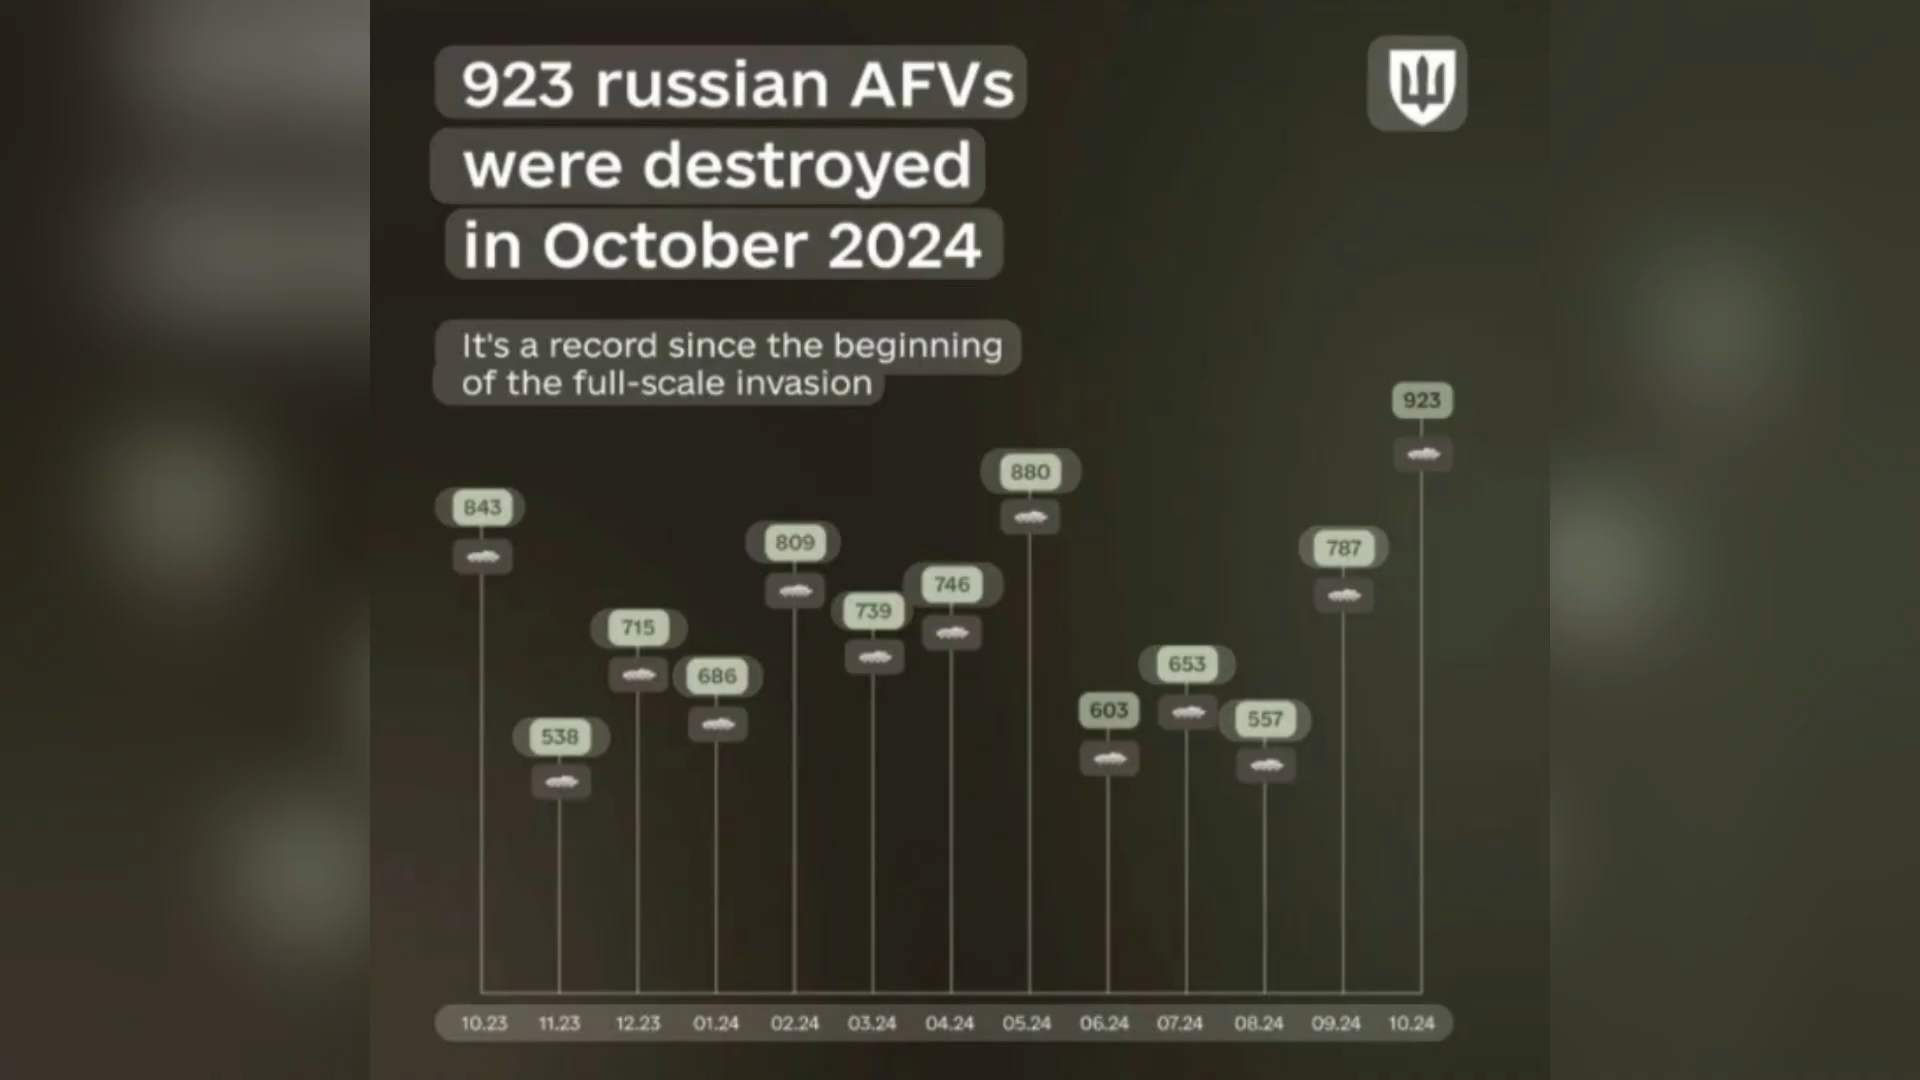 923 russian AFVs
were destroyed
in October 2024
It's a record since the beginning
of the full-scale invasion
843
538
715
686
809
739
746
880
603
653
557
787
923
10.23 11.23 12.23 01.24 02.24 03.24 04.24 05.24 06.24 07.24 08.24 09.24 10.24